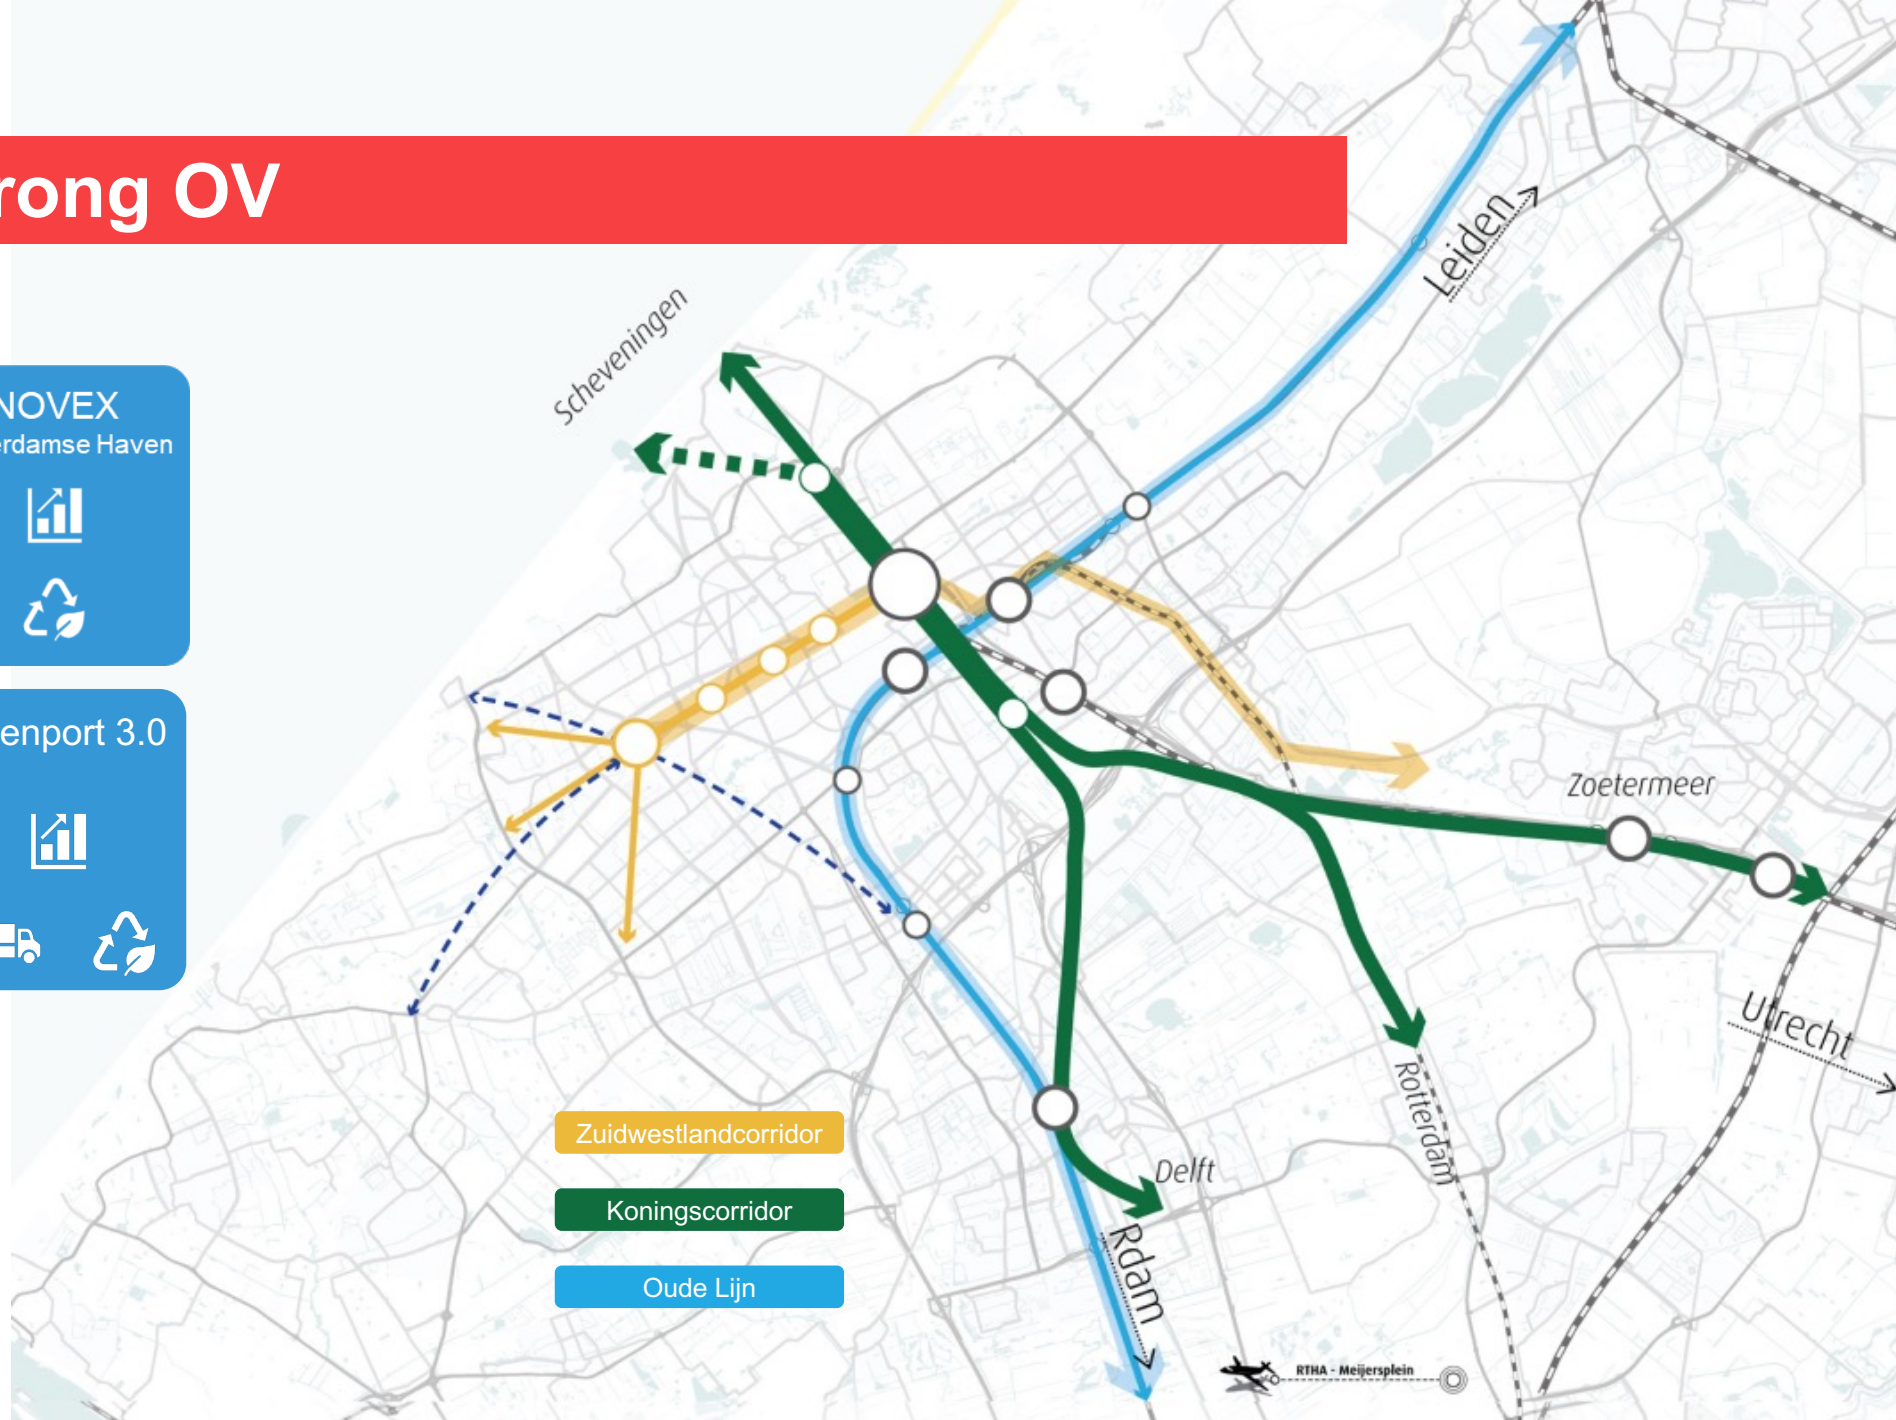 rong OV
Leiden
Scheveningen
NOVEX
erdamse Haven
enport 3.0
Zoetermeer
Utrecht
Rotterdam
Zuidwestlandcorridor
Delft
Koningscorridor
Rdam
Oude Lijn
RTHA - Meijersplein